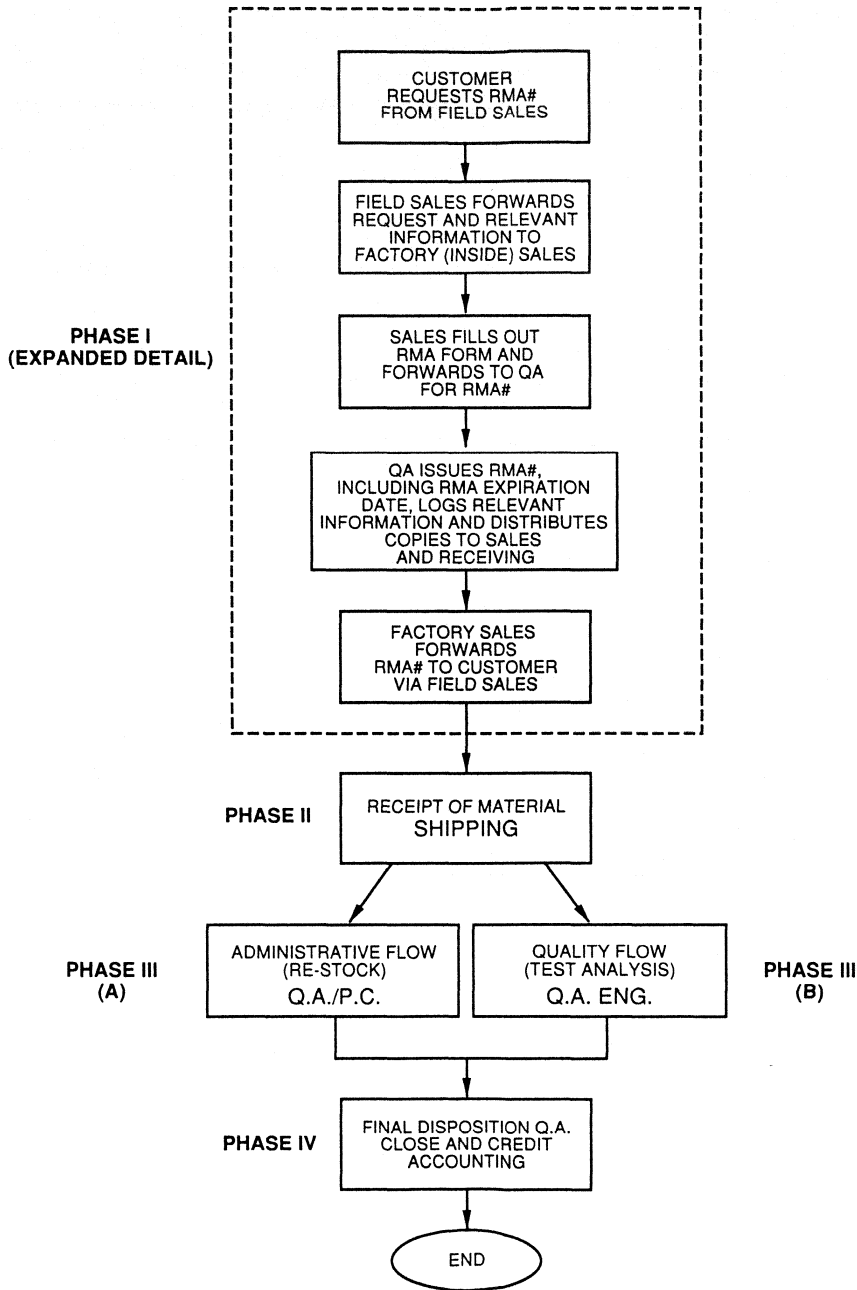 CUSTOMER
REQUESTS RMA#
FROM FIELD SALES
FIELD SALES FORWARDS
REQUEST AND RELEVANT
INFORMATION TO
FACTORY (INSIDE) SALES
PHASE I
(EXPANDED DETAIL)
SALES FILLS OUT
RMA FORM AND
FORWARDS TO QA
FOR RMA#
QA ISSUES RMA#,
INCLUDING RMA EXPIRATION
DATE, LOGS RELEVANT
INFORMATION AND DISTRIBUTES
COPIES TO SALES
AND RECEIVING
FACTORY SALES
FORWARDS
RMA# TO CUSTOMER
VIA FIELD SALES
PHASE II
RECEIPT OF MATERIAL
SHIPPING
PHASE III
(A)
ADMINISTRATIVE FLOW
(RE-STOCK)
Q.A./P.C.
QUALITY FLOW
(TEST ANALYSIS)
Q.A. ENG.
PHASE III
(B)
PHASE IV
FINAL DISPOSITION Q.A.
CLOSE AND CREDIT
ACCOUNTING
END